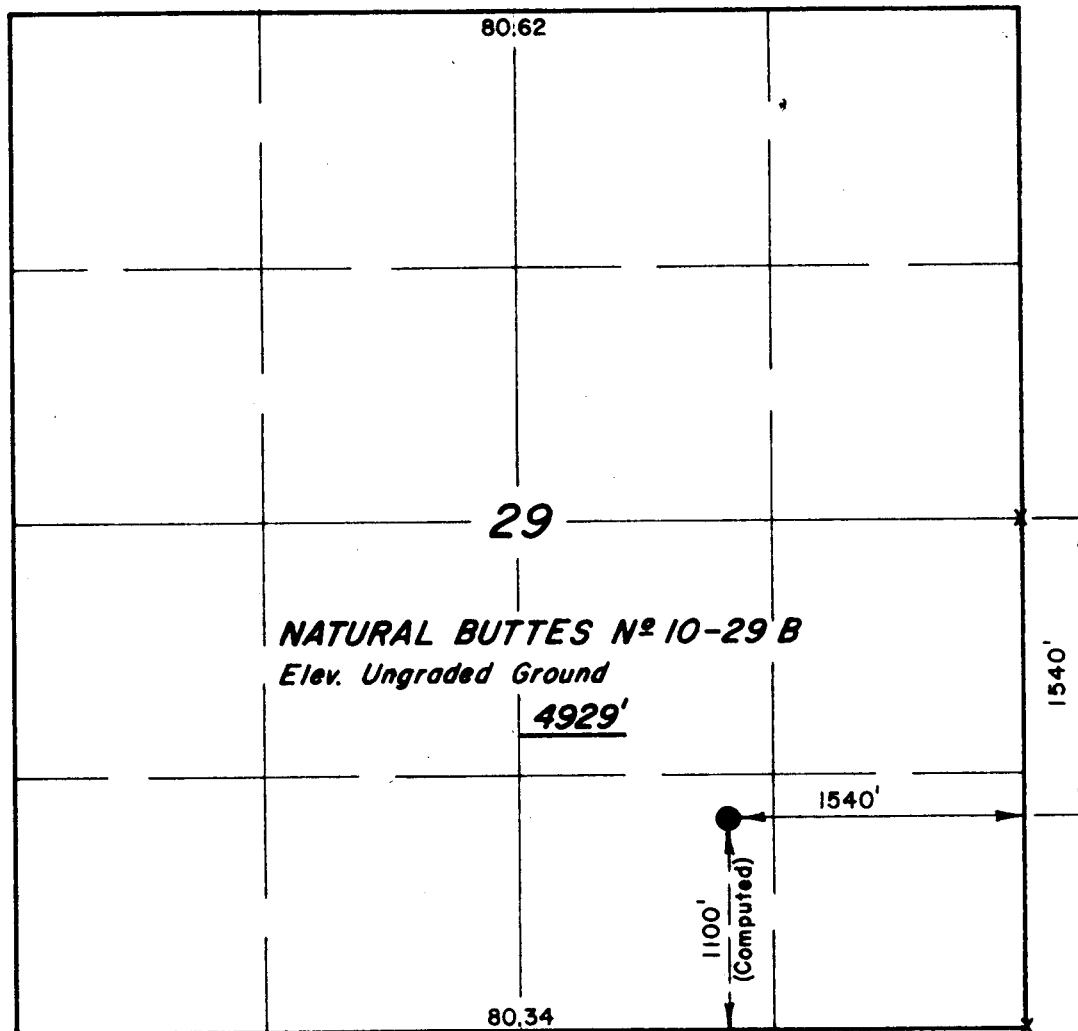 80.62
29
NATURAL BUTTES Nº 10-29 B
Elev. Ungraded Ground
4929'
1540'
1540'
1100'
(Computed)
80.34